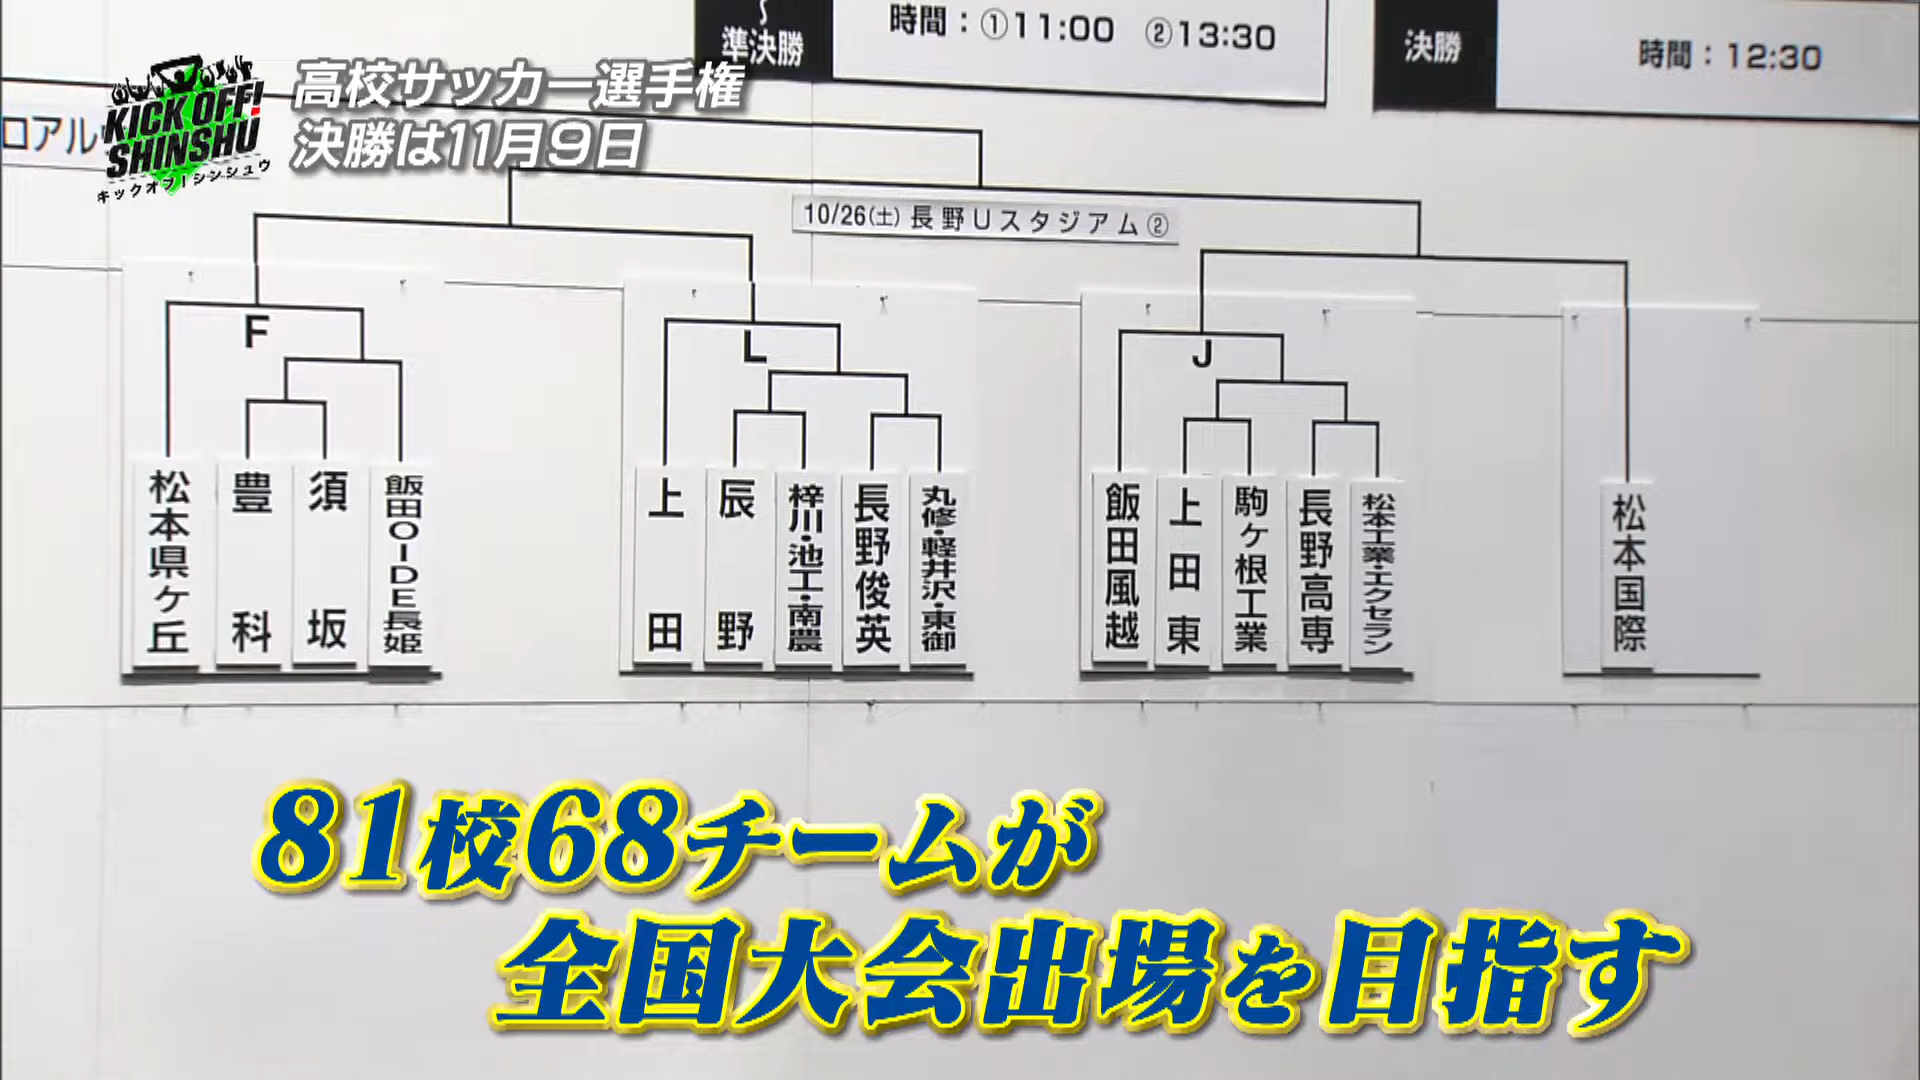 準決勝
時間：①11:00 ②13:30
決勝
時間：12:30
KICK OFF!
SHINSHU
キックオフ!シンシュウ
高校サッカー選手権
決勝は11月9日
ロアル
10/26(土)長野Uスタジアム②
F
L
J
松本県ケ丘
豊科
須坂
飯田OIDE長姫
上田
辰野
梓川・池工・南農
長野俊英
丸修・軽井沢・東御
飯田風越
上田東
駒ヶ根工業
長野高専
松本工業・エクセラン
松本国際
81校68チームが
全国大会出場を目指す